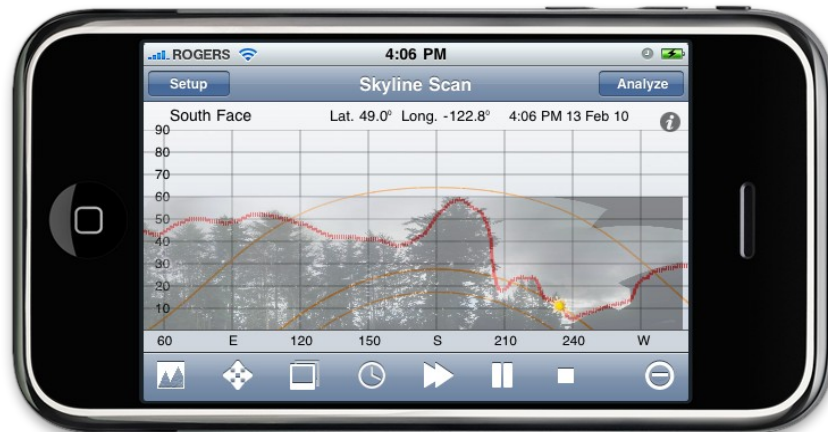 ROGERS 4:06 PM
Setup Skyline Scan Analyze
South Face Lat. 49.0° Long. -122.8° 4:06 PM 13 Feb 10 i
90
80
70
60
50
40
30
20
10
60 E 120 150 S 210 240 W